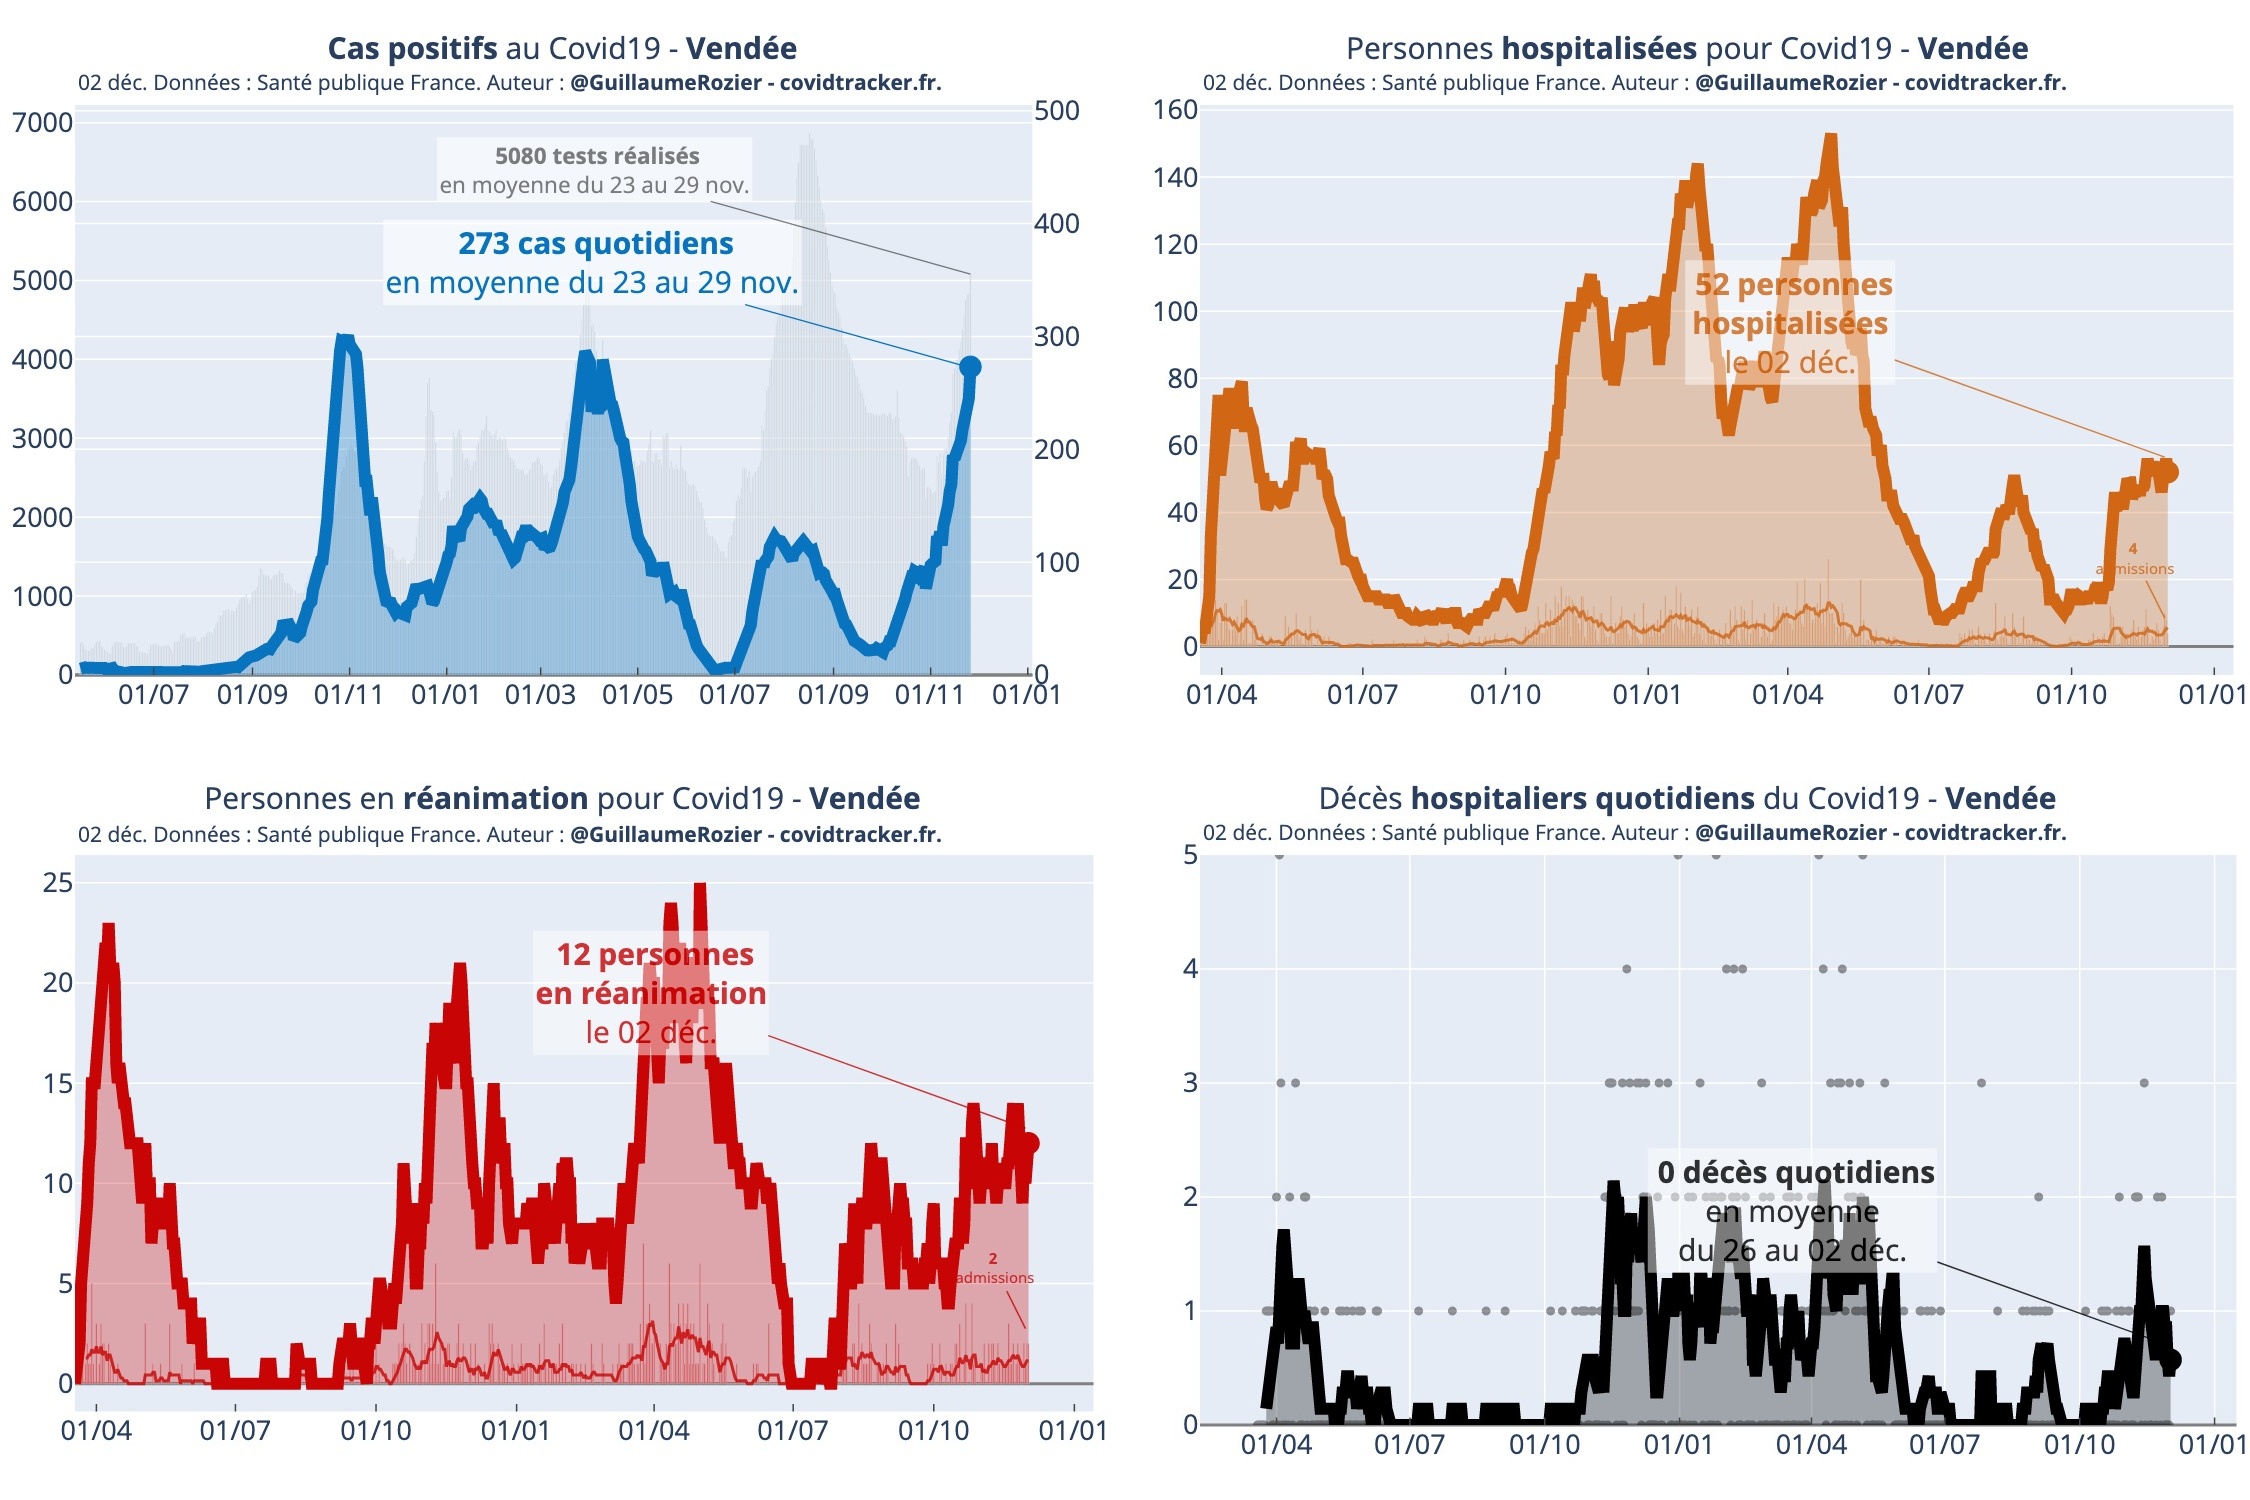 Cas positifs au Covid19 - Vendée
02 déc. Données : Santé publique France. Auteur : @GuillaumeRozier - covidtracker.fr.
7000
6000
5000
4000
3000
2000
1000
0
500
400
300
200
100
0
5080 tests réalisés
en moyenne du 23 au 29 nov.
273 cas quotidiens
en moyenne du 23 au 29 nov.
01/07 01/09 01/11 01/01 01/03 01/05 01/07 01/09 01/11 01/01
Personnes hospitalisées pour Covid19 - Vendée
02 déc. Données : Santé publique France. Auteur : @GuillaumeRozier - covidtracker.fr.
160
140
120
100
80
60
40
20
0
52 personnes
hospitalisées
le 02 déc.
4
admissions
01/04 01/07 01/10 01/01 01/04 01/07 01/10 01/01
Personnes en réanimation pour Covid19 - Vendée
02 déc. Données : Santé publique France. Auteur : @GuillaumeRozier - covidtracker.fr.
25
20
15
10
5
0
12 personnes
en réanimation
le 02 déc.
2
admissions
01/04 01/07 01/10 01/01 01/04 01/07 01/10 01/01
Décès hospitaliers quotidiens du Covid19 - Vendée
02 déc. Données : Santé publique France. Auteur : @GuillaumeRozier - covidtracker.fr.
5
4
3
2
1
0
0 décès quotidiens
en moyenne
du 26 au 02 déc.
01/04 01/07 01/10 01/01 01/04 01/07 01/10 01/01